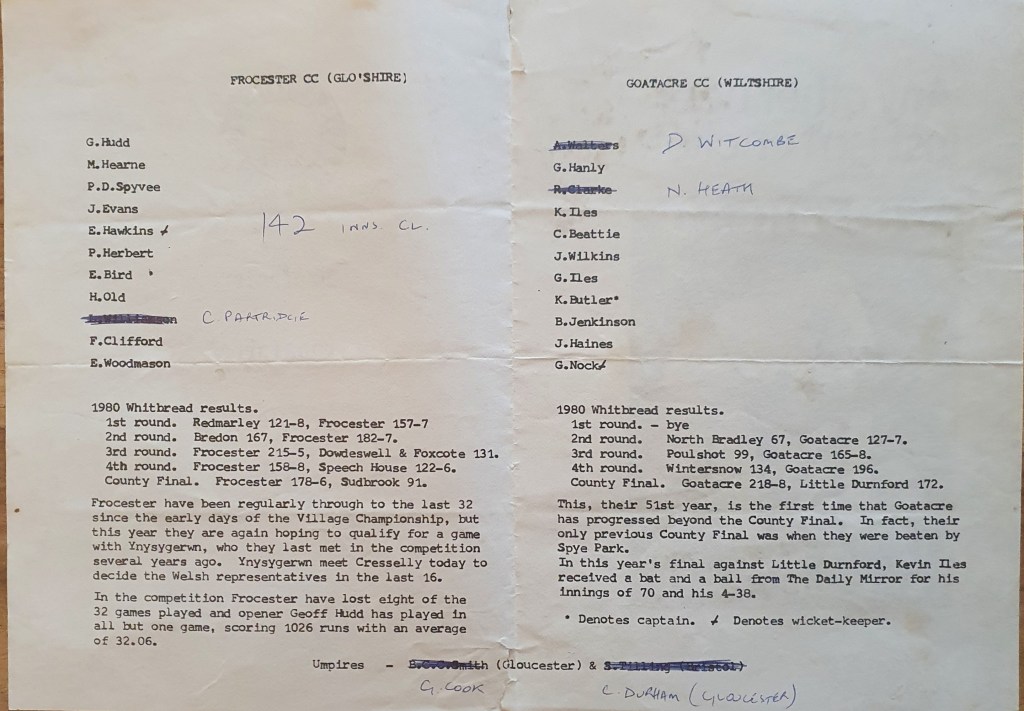 FROCESTER CC (GLO'SHIRE)
G.Hudd
M.Hearne
P.D.Spyvee
J.Evans
E.Hawkins ⁄
142 INNS. CL.
P.Herbert
E.Bird •
H.Old
C. PARTRIDGE
F.Clifford
E.Woodmason
1980 Whitbread results.
1st round. Redmarley 121-8, Frocester 157-7
2nd round. Bredon 167, Frocester 182-7.
3rd round. Frocester 215-5, Dowdeswell & Foxcote 131.
4th round. Frocester 158-8, Speech House 122-6.
County Final. Frocester 178-6, Sudbrook 91.
Frocester have been regularly through to the last 32
since the early days of the Village Championship, but
this year they are again hoping to qualify for a game
with Ynysygerwn, who they last met in the competition
several years ago. Ynysygerwn meet Cresselly today to
decide the Welsh representatives in the last 16.
In the competition Frocester have lost eight of the
32 games played and opener Geoff Hudd has played in
all but one game, scoring 1026 runs with an average
of 32.06.
GOATACRE CC (WILTSHIRE)
A.Walters D. WITCOMBE
G.Hanly
R.Clarke N. HEATH
K.Iles
C.Beattie
J.Wilkins
G.Iles
K.Butler•
B.Jenkinson
J.Haines
G.Nock ⁄
1980 Whitbread results.
1st round. - bye
2nd round. North Bradley 67, Goatacre 127-7.
3rd round. Poulshot 99, Goatacre 165-8.
4th round. Wintersnow 134, Goatacre 196.
County Final. Goatacre 218-8, Little Durnford 172.
This, their 51st year, is the first time that Goatacre
has progressed beyond the County Final. In fact, their
only previous County Final was when they were beaten by
Spye Park.
In this year's final against Little Durnford, Kevin Iles
received a bat and a ball from The Daily Mirror for his
innings of 70 and his 4-38.
• Denotes captain. ⁄ Denotes wicket-keeper.
Umpires - E.C.C.Smith (Gloucester) & S.Tilling (Bristol)
G. COOK C. DURHAM (GLOUCESTER)